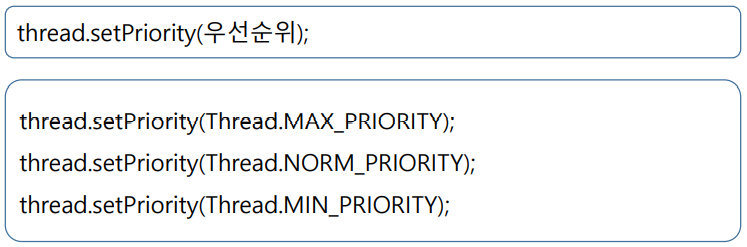 thread.setPriority(우선순위);
thread.setPriority(Thread.MAX_PRIORITY);
thread.setPriority(Thread.NORM_PRIORITY);
thread.setPriority(Thread.MIN_PRIORITY);